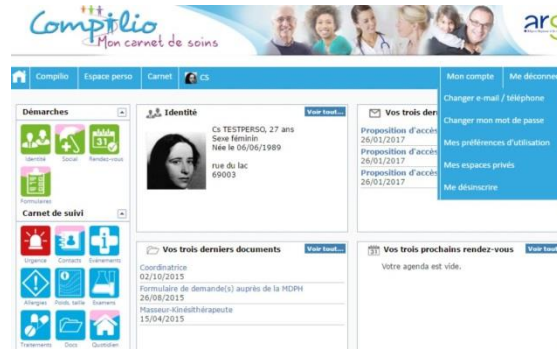 Compilio
Mon carnet de soins
Compilio
Espace perso
Carnet
CS
Mon compte
Me déconne
Changer e-mail / téléphone
Changer mon mot de passe
Mes préférences d'utilisation
Mes espaces privés
Me désinscrire
Démarches
Identité
Social
Rendez-vous
Formulaires
Carnet de suivi
Urgence
Contacts
Evénements
Allergies
Poids, taille
Examens
Traitements
Docs
Quotidien
Identité
Voir tout...
Cs TESTPERSO, 27 ans
Sexe féminin
Née le 06/06/1989
rue du lac
69003
Vos trois der
Proposition d'accès
26/01/2017
Proposition d'accès
26/01/2017
Proposition d'accès
26/01/2017
Vos trois derniers documents
Voir tout...
Coordinatrice
02/10/2015
Formulaire de demande(s) auprès de la MDPH
26/08/2015
Masseur-Kinésithérapeute
15/04/2015
Vos trois prochains rendez-vous
Voir tout
Votre agenda est vide.